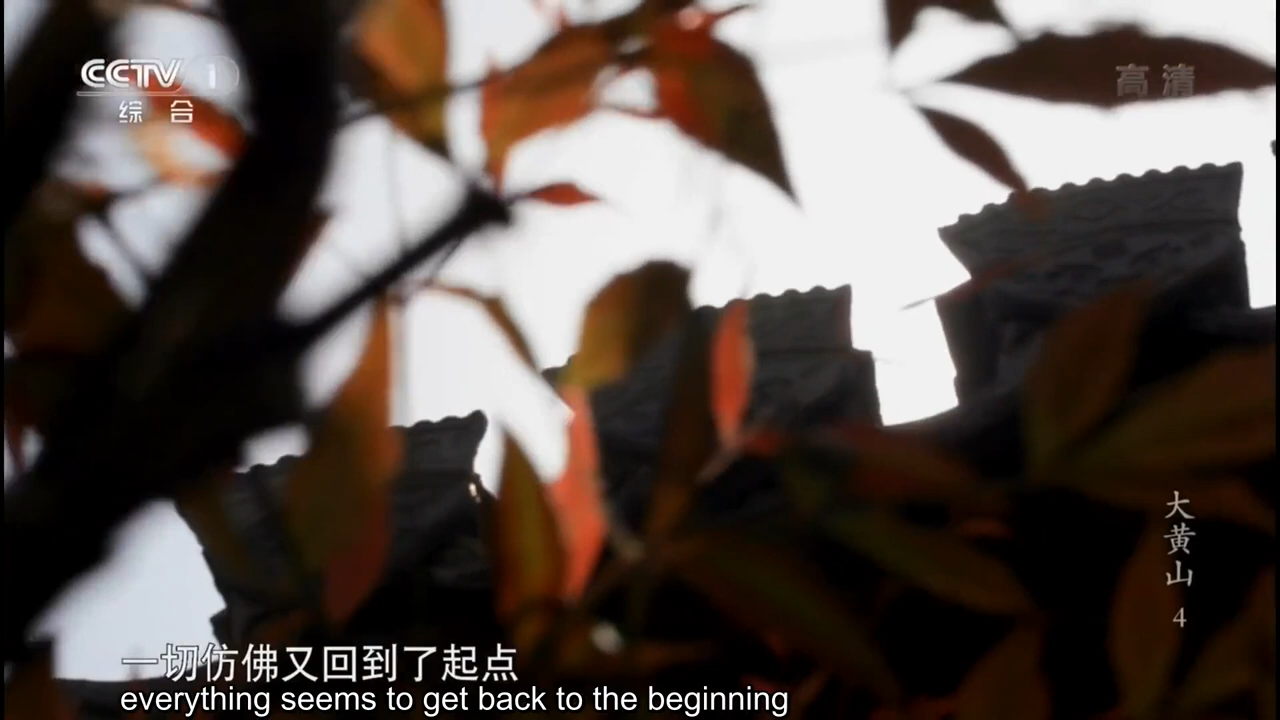 CCTV 1
综合
高清
大黄山
4
一切仿佛又回到了起点
everything seems to get back to the beginning